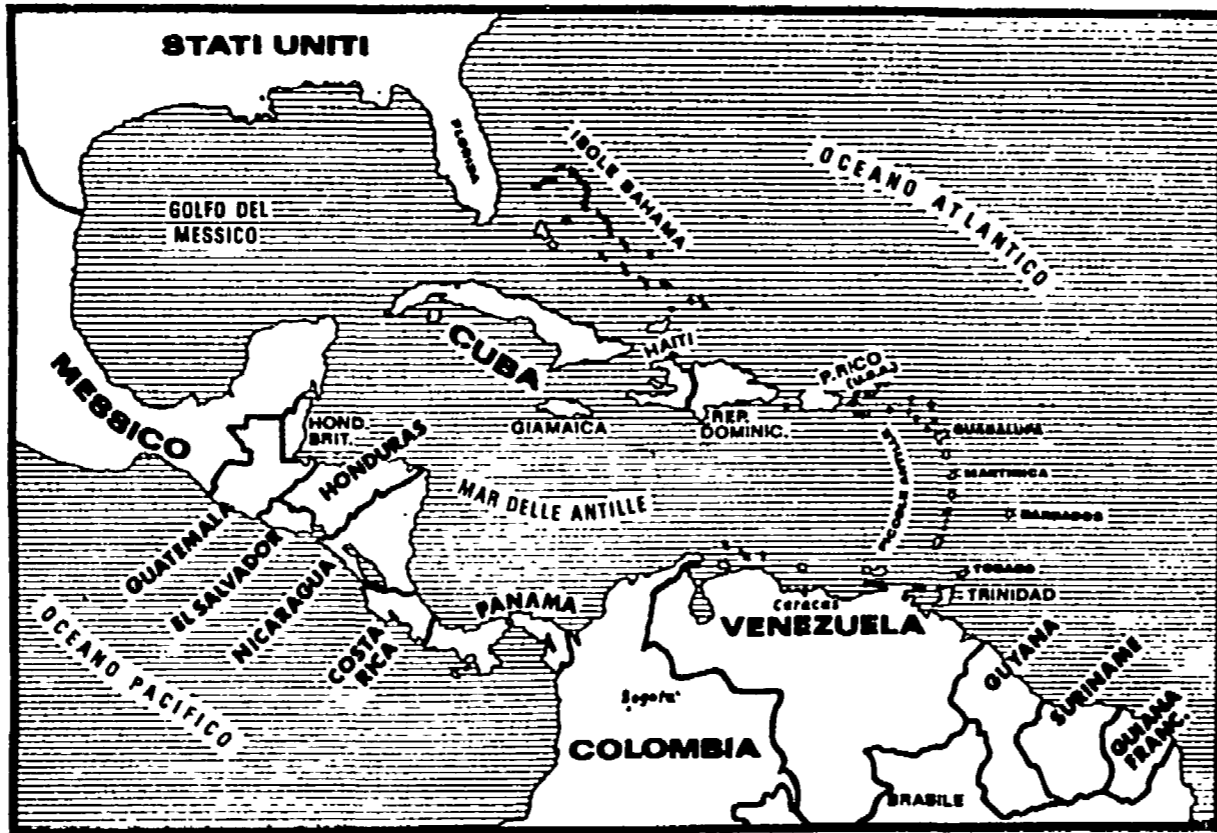 STATI UNITI
FLORIDA
ISOLE BAHAMA
OCEANO ATLANTICO
GOLFO DEL
MESSICO
CUBA
HAITI
P.RICO
(U.S.A.)
MESSICO
HOND.
BRIT.
GIAMAICA
REP.
DOMINIC.
GUADALUPA
HONDURAS
MAR DELLE ANTILLE
PICCOLE ANTILLE
MARTINICA
BARBADOS
GUATEMALA
EL SALVADOR
NICARAGUA
COSTA
RICA
PANAMA
TOBAGO
TRINIDAD
Caracas
VENEZUELA
OCEANO PACIFICO
Bogota'
COLOMBIA
GUYANA
SURINAME
GUIANA
FRANC.
BRASILE